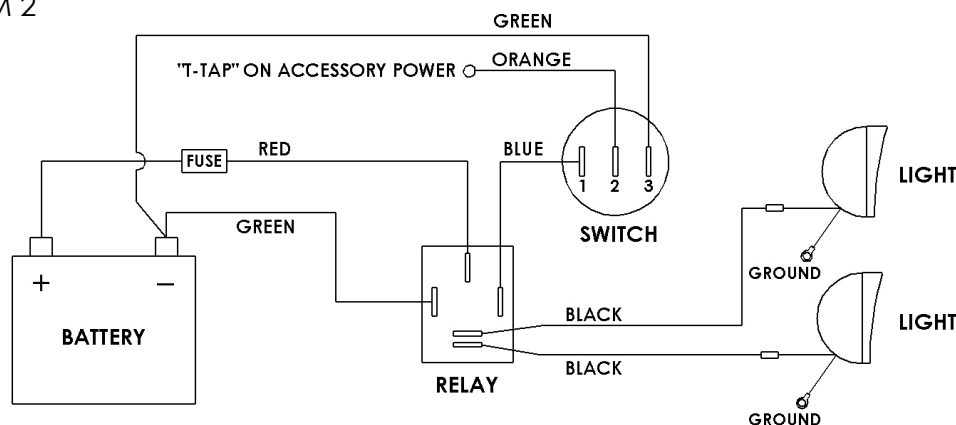 GREEN
"T-TAP" ON ACCESSORY POWER
ORANGE
FUSE
RED
BLUE
1 2 3
LIGHT
GREEN
SWITCH
GROUND
+ −
BLACK
LIGHT
BATTERY
BLACK
RELAY
GROUND